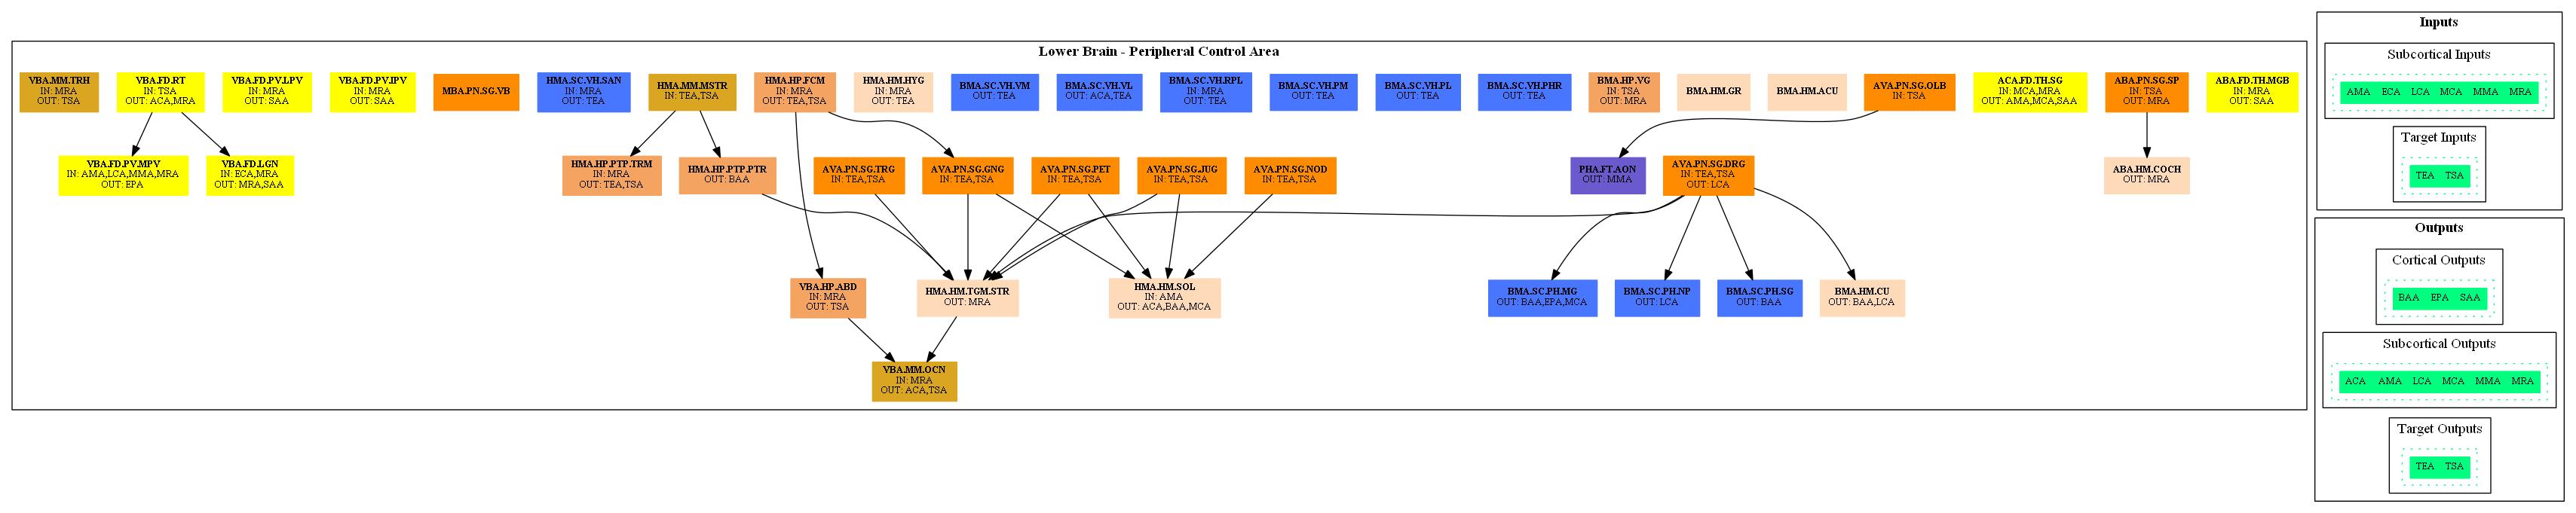 Lower Brain - Peripheral Control Area
VBA.MM.TRH
IN: MRA
OUT: TSA
VBA.FD.RT
IN: TSA
OUT: ACA,MRA
VBA.FD.PV.LPV
IN: MRA
OUT: SAA
VBA.FD.PV.IPV
IN: MRA
OUT: SAA
MBA.PN.SG.VB
HMA.SC.VH.SAN
IN: MRA
OUT: TEA
HMA.MM.MSTR
IN: TEA,TSA
HMA.HP.FCM
IN: MRA
OUT: TEA,TSA
HMA.HM.HYG
IN: MRA
OUT: TEA
BMA.SC.VH.VM
OUT: TEA
BMA.SC.VH.VL
OUT: ACA,TEA
BMA.SC.VH.RPL
IN: MRA
OUT: TEA
BMA.SC.VH.PM
OUT: TEA
BMA.SC.VH.PL
OUT: TEA
BMA.SC.VH.PHR
OUT: TEA
BMA.HP.VG
IN: TSA
OUT: MRA
BMA.HM.GR
BMA.HM.ACU
AVA.PN.SG.OLB
IN: TSA
ACA.FD.TH.SG
IN: MCA,MRA
OUT: AMA,MCA,SAA
ABA.PN.SG.SP
IN: TSA
OUT: MRA
ABA.FD.TH.MGB
IN: MRA
OUT: SAA
VBA.FD.PV.MPV
IN: AMA,LCA,MMA,MRA
OUT: EPA
VBA.FD.LGN
IN: ECA,MRA
OUT: MRA,SAA
HMA.HP.PTP.TRM
IN: MRA
OUT: TEA,TSA
HMA.HP.PTP.PTR
OUT: BAA
AVA.PN.SG.TRG
IN: TEA,TSA
AVA.PN.SG.GNG
IN: TEA,TSA
AVA.PN.SG.PET
IN: TEA,TSA
AVA.PN.SG.JUG
IN: TEA,TSA
AVA.PN.SG.NOD
IN: TEA,TSA
PHA.FT.AON
OUT: MMA
AVA.PN.SG.DRG
IN: TEA,TSA
OUT: LCA
ABA.HM.COCH
OUT: MRA
VBA.HP.ABD
IN: MRA
OUT: TSA
HMA.HM.TGM.STR
OUT: MRA
HMA.HM.SOL
IN: AMA
OUT: ACA,BAA,MCA
BMA.SC.PH.MG
OUT: BAA,EPA,MCA
BMA.SC.PH.NP
OUT: LCA
BMA.SC.PH.SG
OUT: BAA
BMA.HM.CU
OUT: BAA,LCA
VBA.MM.OCN
IN: MRA
OUT: ACA,TSA
Inputs
Subcortical Inputs
AMA ECA LCA MCA MMA MRA
Target Inputs
TEA TSA
Outputs
Cortical Outputs
BAA EPA SAA
Subcortical Outputs
ACA AMA LCA MCA MMA MRA
Target Outputs
TEA TSA